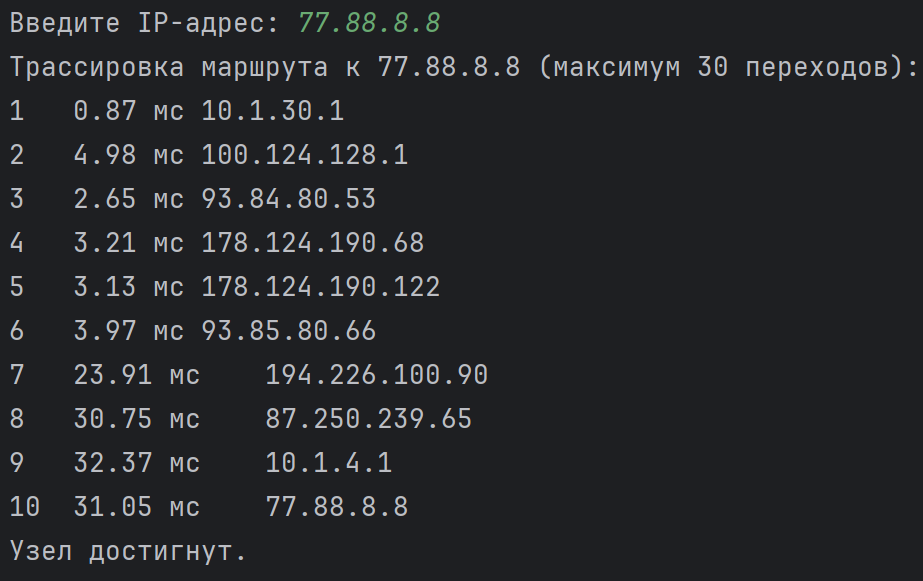 Введите IP-адрес: 77.88.8.8
Трассировка маршрута к 77.88.8.8 (максимум 30 переходов):
1   0.87 мс 10.1.30.1
2   4.98 мс 100.124.128.1
3   2.65 мс 93.84.80.53
4   3.21 мс 178.124.190.68
5   3.13 мс 178.124.190.122
6   3.97 мс 93.85.80.66
7   23.91 мс    194.226.100.90
8   30.75 мс    87.250.239.65
9   32.37 мс    10.1.4.1
10  31.05 мс    77.88.8.8
Узел достигнут.